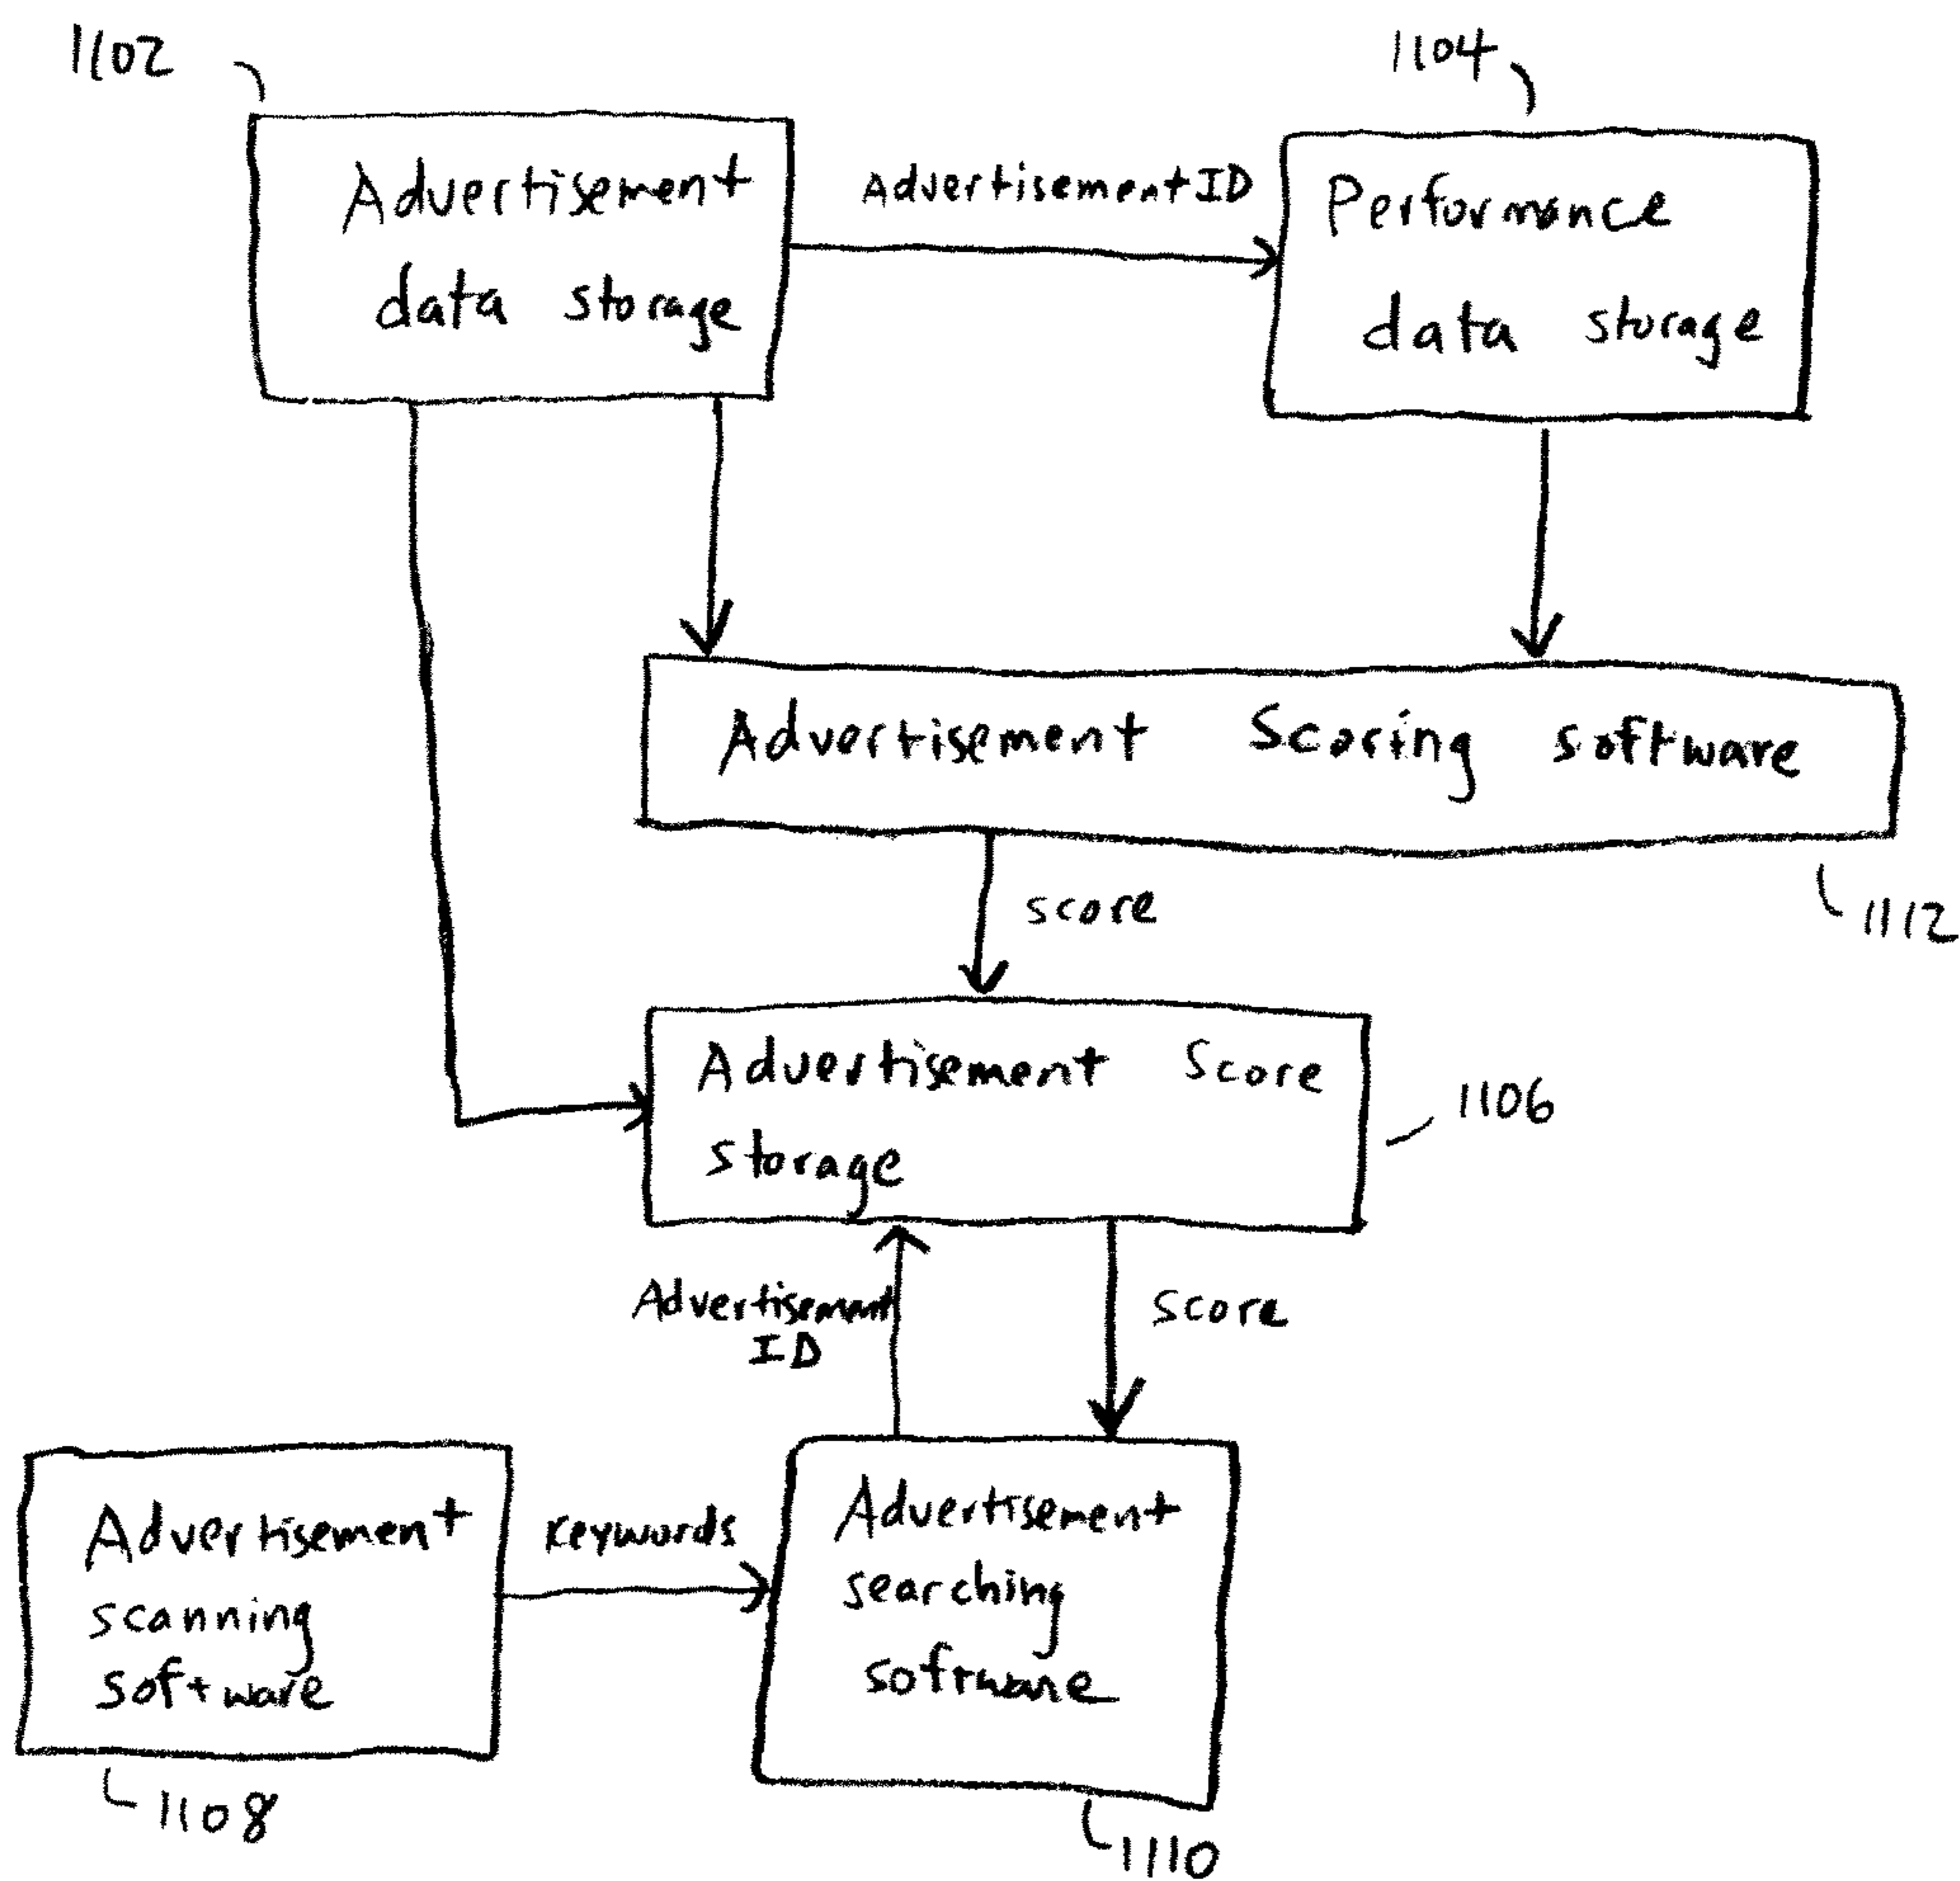 1102
1104
Advertisement
data storage
AdvertisementID
Performance
data storage
Advertisement Scoring software
1112
score
Advertisement Score
storage
1106
Advertisement
ID
score
Advertisement
scanning
software
1108
Keywords
Advertisement
searching
software
1110